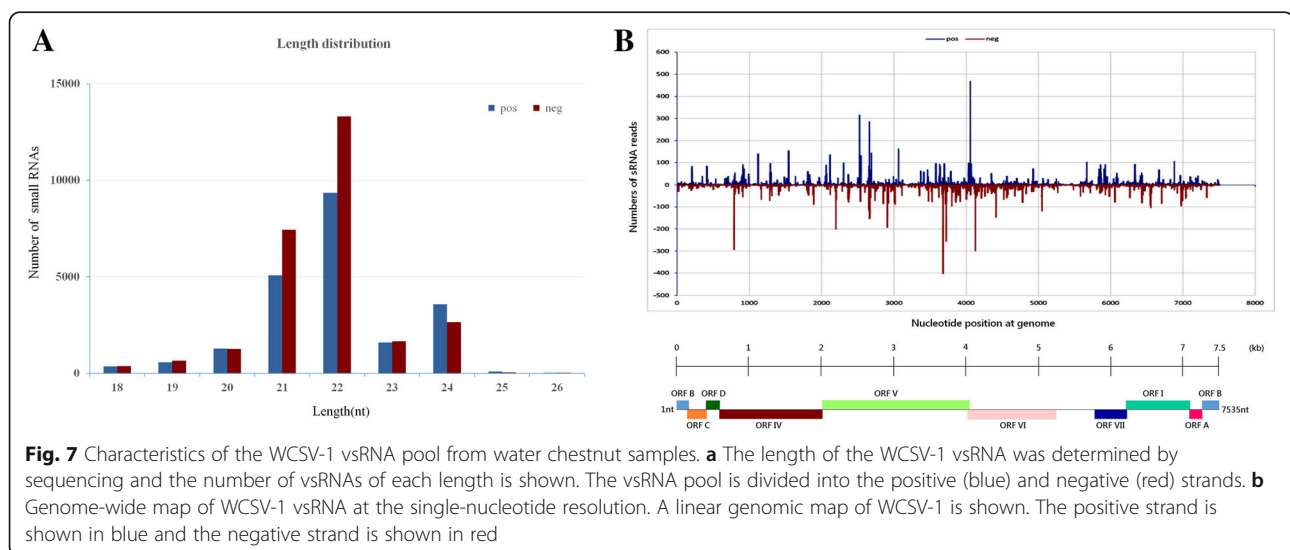 A
Length distribution
15000
10000
5000
0
Number of small RNAs
pos neg
18 19 20 21 22 23 24 25 26
Length(nt)
B
pos neg
600
500
400
300
200
100
0
-100
-200
-300
-400
-500
Numbers of sRNA reads
0 1000 2000 3000 4000 5000 6000 7000 8000
Nucleotide position at genome
0 1 2 3 4 5 6 7 7.5 (kb)
ORF B ORF D ORF V ORF I ORF B
1nt 7535nt
ORF C ORF IV ORF VI ORF VII ORF A
Fig. 7 Characteristics of the WCSV-1 vsRNA pool from water chestnut samples. a The length of the WCSV-1 vsRNA was determined by
sequencing and the number of vsRNAs of each length is shown. The vsRNA pool is divided into the positive (blue) and negative (red) strands. b
Genome-wide map of WCSV-1 vsRNA at the single-nucleotide resolution. A linear genomic map of WCSV-1 is shown. The positive strand is
shown in blue and the negative strand is shown in red